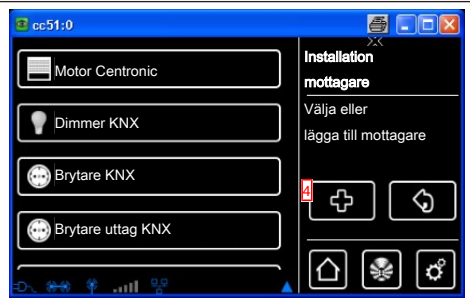 cc51:0
Motor Centronic
Dimmer KNX
Brytare KNX
Brytare uttag KNX
Installation
mottagare
Välja eller
lägga till mottagare
4